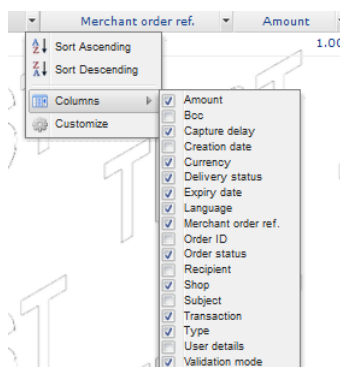 Merchant order ref. Amount
1.00
Sort Ascending
Sort Descending
Columns
Customize
Amount
Bcc
Capture delay
Creation date
Currency
Delivery status
Expiry date
Language
Merchant order ref.
Order ID
Order status
Recipient
Shop
Subject
Transaction
Type
User details
Validation mode